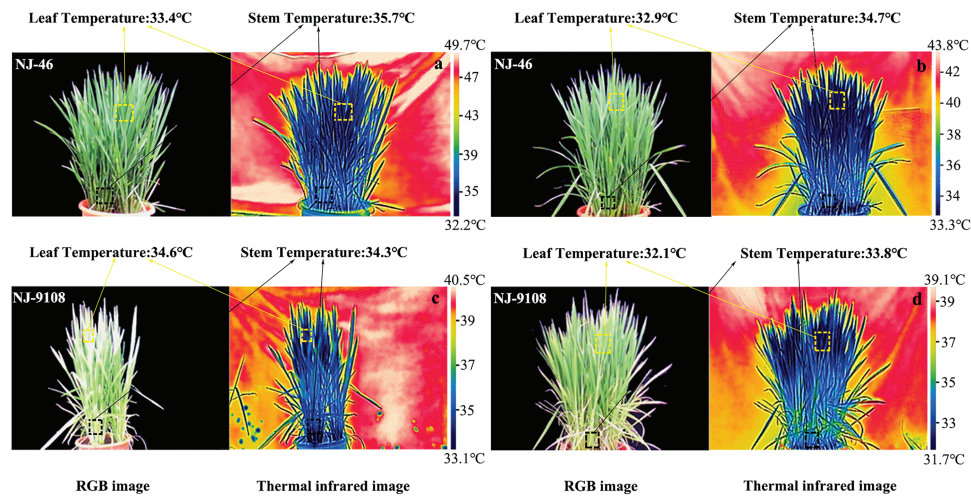 Leaf Temperature:33.4℃ Stem Temperature:35.7℃ Leaf Temperature:32.9℃ Stem Temperature:34.7℃
NJ-46 a 49.7℃ NJ-46 b 43.8℃
47 42
43 40
39 38
36
35 34
32.2℃ 33.3℃
Leaf Temperature:34.6℃ Stem Temperature:34.3℃ Leaf Temperature:32.1℃ Stem Temperature:33.8℃
NJ-9108 c 40.5℃ NJ-9108 d 39.1℃
39 39
37 37
35 35
33
33.1℃ 31.7℃
RGB image Thermal infrared image RGB image Thermal infrared image